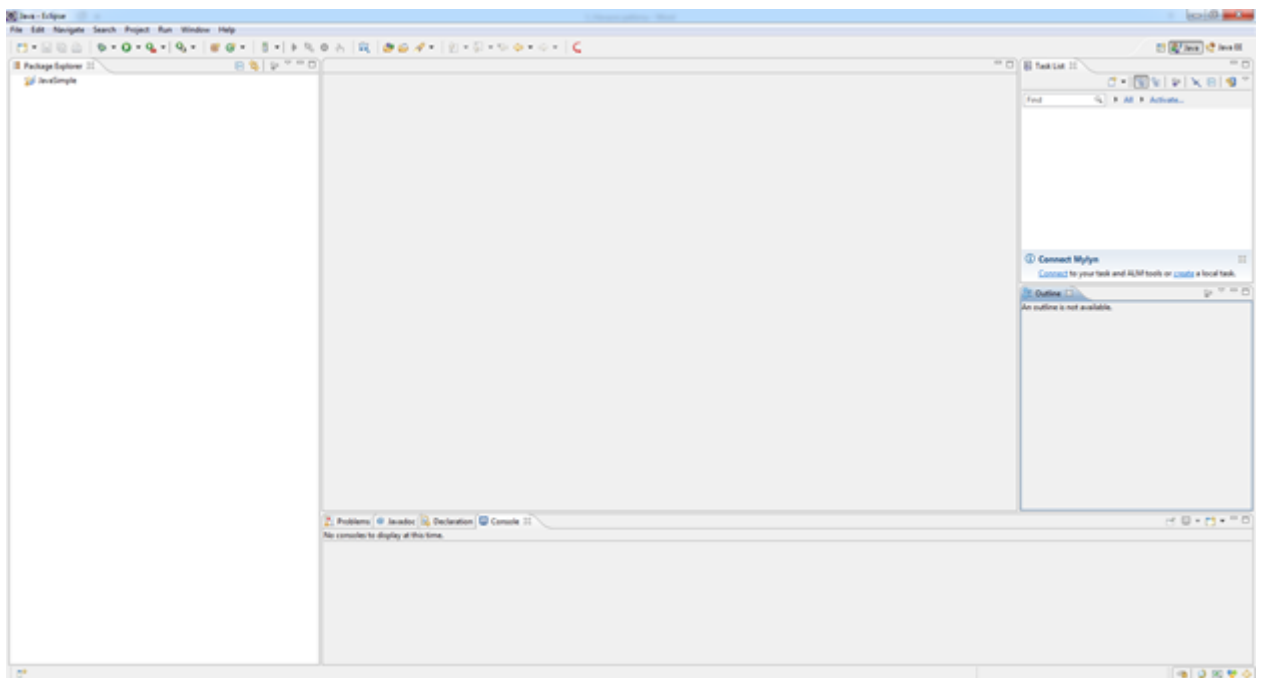 Java - Eclipse
File Edit Navigate Search Project Run Window Help
Java Java EE
Package Explorer
JavaSimple
Task List
Find All Activate...
Connect Mylyn
Connect to your task and ALM tools or create a local task.
Outline
An outline is not available.
Problems Javadoc Declaration Console
No consoles to display at this time.